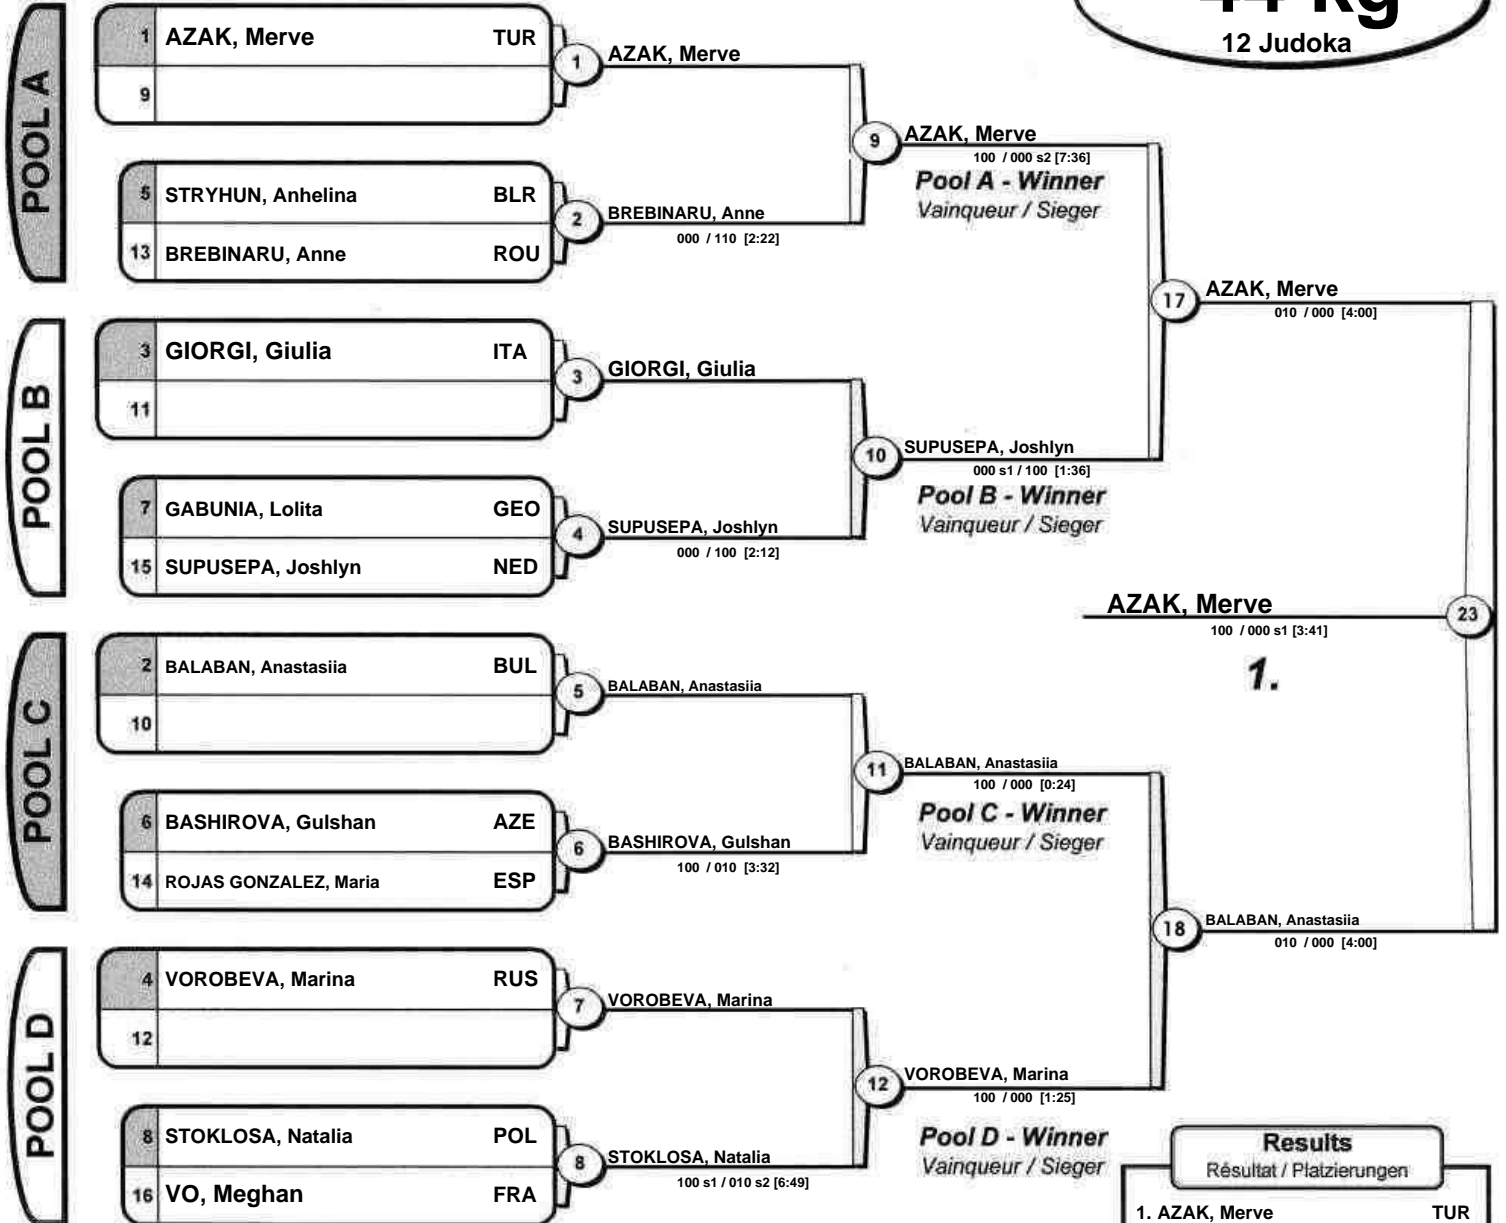 44 kg
12 Judoka
POOL A
1 AZAK, Merve TUR
9
1 AZAK, Merve
5 STRYHUN, Anhelina BLR
13 BREBINARU, Anne ROU
2 BREBINARU, Anne
000 / 110 [2:22]
9 AZAK, Merve
100 / 000 s2 [7:36]
Pool A - Winner
Vainqueur / Sieger
POOL B
3 GIORGI, Giulia ITA
11
3 GIORGI, Giulia
7 GABUNIA, Lolita GEO
15 SUPUSEPA, Joshlyn NED
4 SUPUSEPA, Joshlyn
000 / 100 [2:12]
10 SUPUSEPA, Joshlyn
000 s1 / 100 [1:36]
Pool B - Winner
Vainqueur / Sieger
17 AZAK, Merve
010 / 000 [4:00]
AZAK, Merve 23
100 / 000 s1 [3:41]
1.
POOL C
2 BALABAN, Anastasiia BUL
10
5 BALABAN, Anastasiia
6 BASHIROVA, Gulshan AZE
14 ROJAS GONZALEZ, Maria ESP
6 BASHIROVA, Gulshan
100 / 010 [3:32]
11 BALABAN, Anastasiia
100 / 000 [0:24]
Pool C - Winner
Vainqueur / Sieger
18 BALABAN, Anastasiia
010 / 000 [4:00]
POOL D
4 VOROBEVA, Marina RUS
12
7 VOROBEVA, Marina
8 STOKLOSA, Natalia POL
16 VO, Meghan FRA
8 STOKLOSA, Natalia
100 s1 / 010 s2 [6:49]
12 VOROBEVA, Marina
100 / 000 [1:25]
Pool D - Winner
Vainqueur / Sieger
Results
Résultat / Platzierungen
1. AZAK, Merve TUR